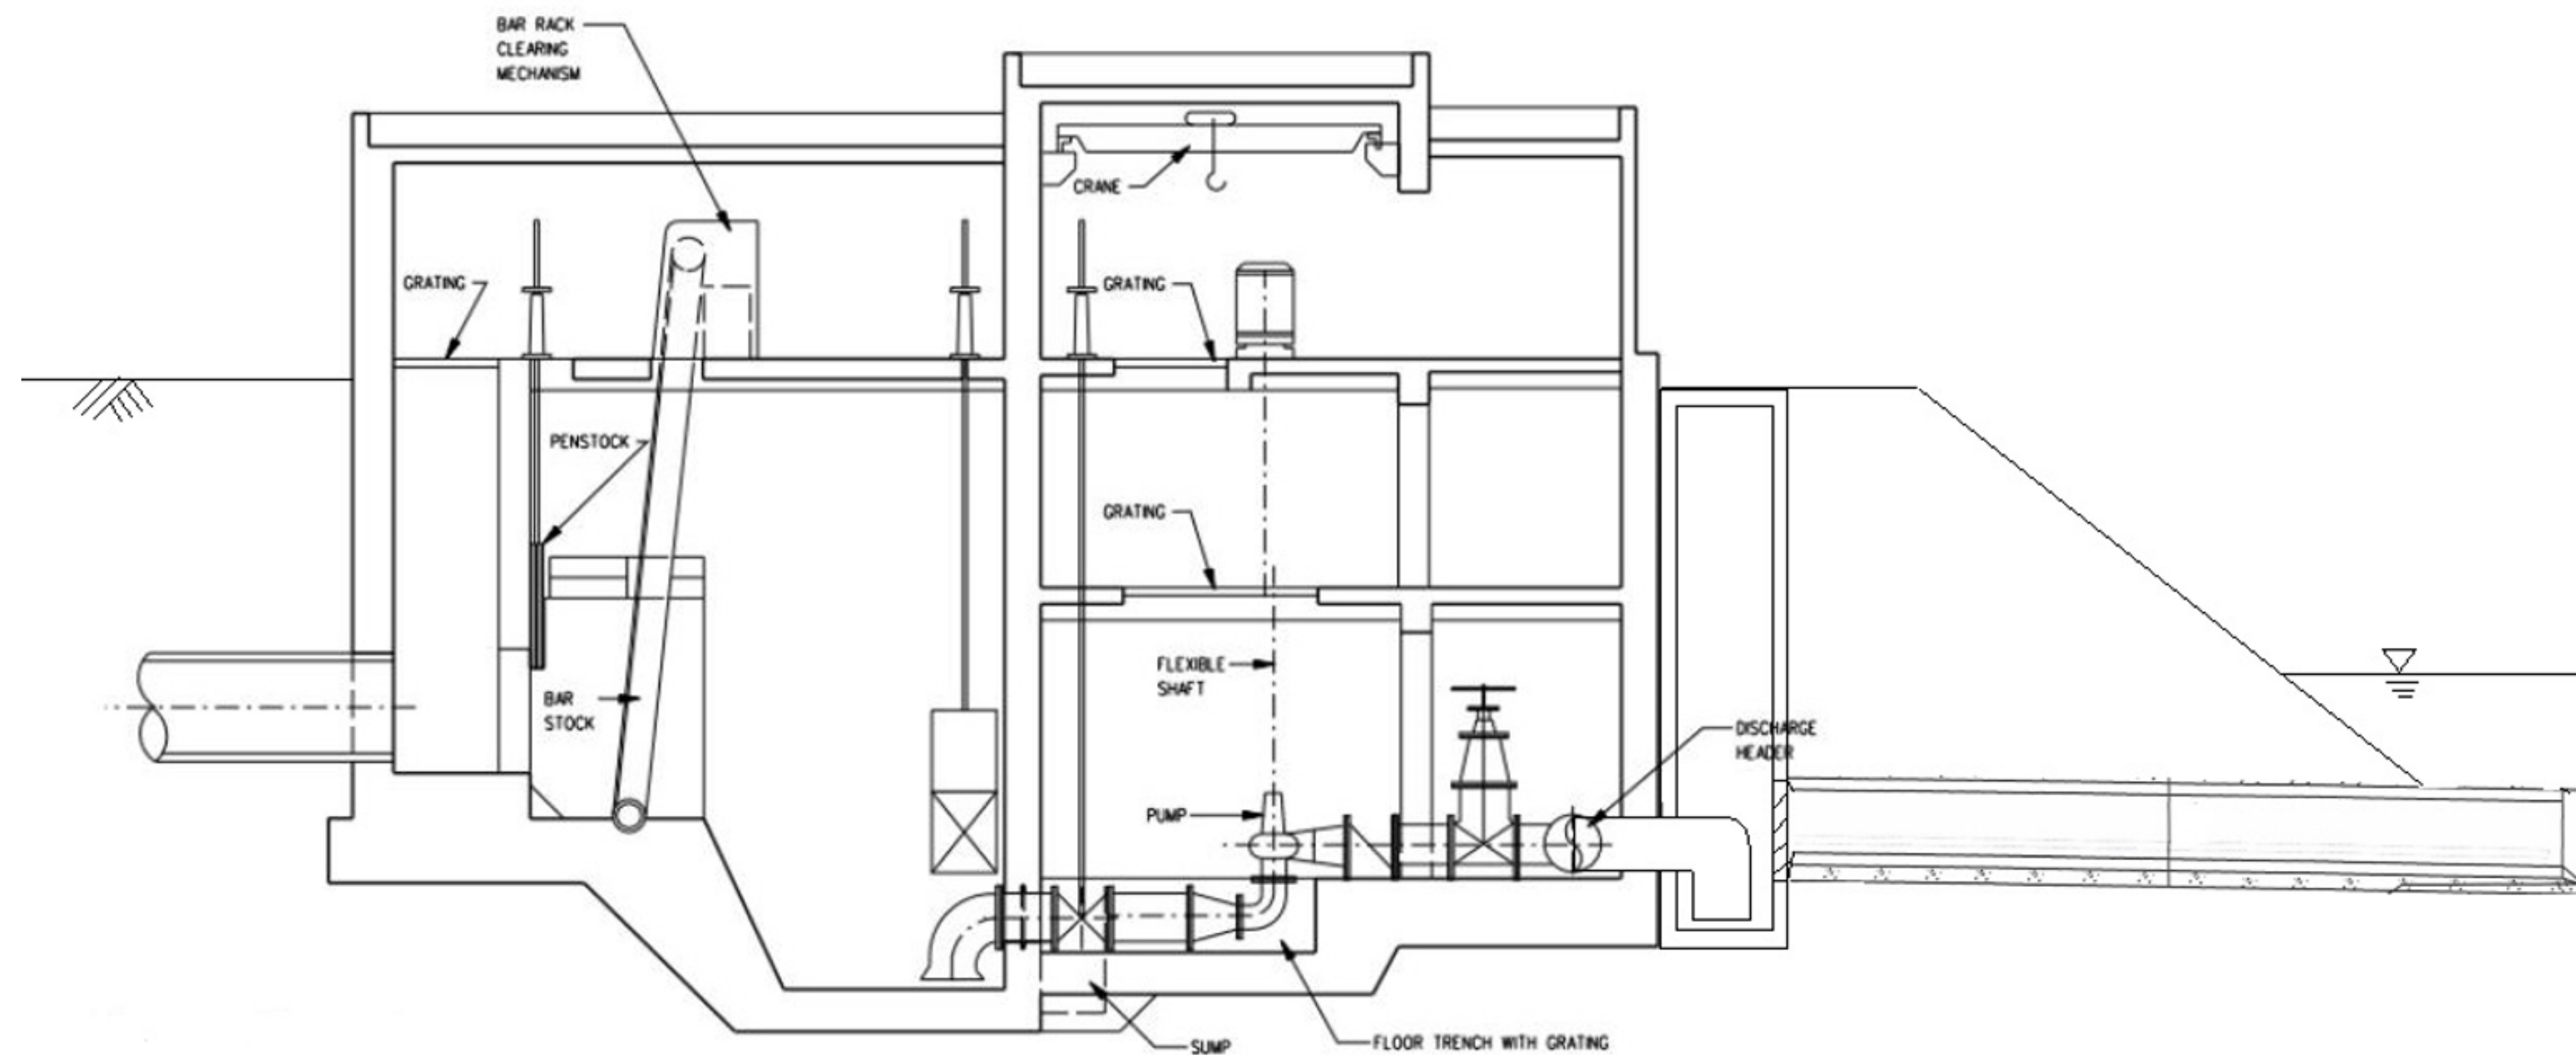 BAR RACK
CLEARING
MECHANISM
CRANE
GRATING
GRATING
PENSTOCK
GRATING
FLEXIBLE
SHAFT
BAR
STOCK
DISCHARGE
HEADER
PUMP
SUMP
FLOOR TRENCH WITH GRATING